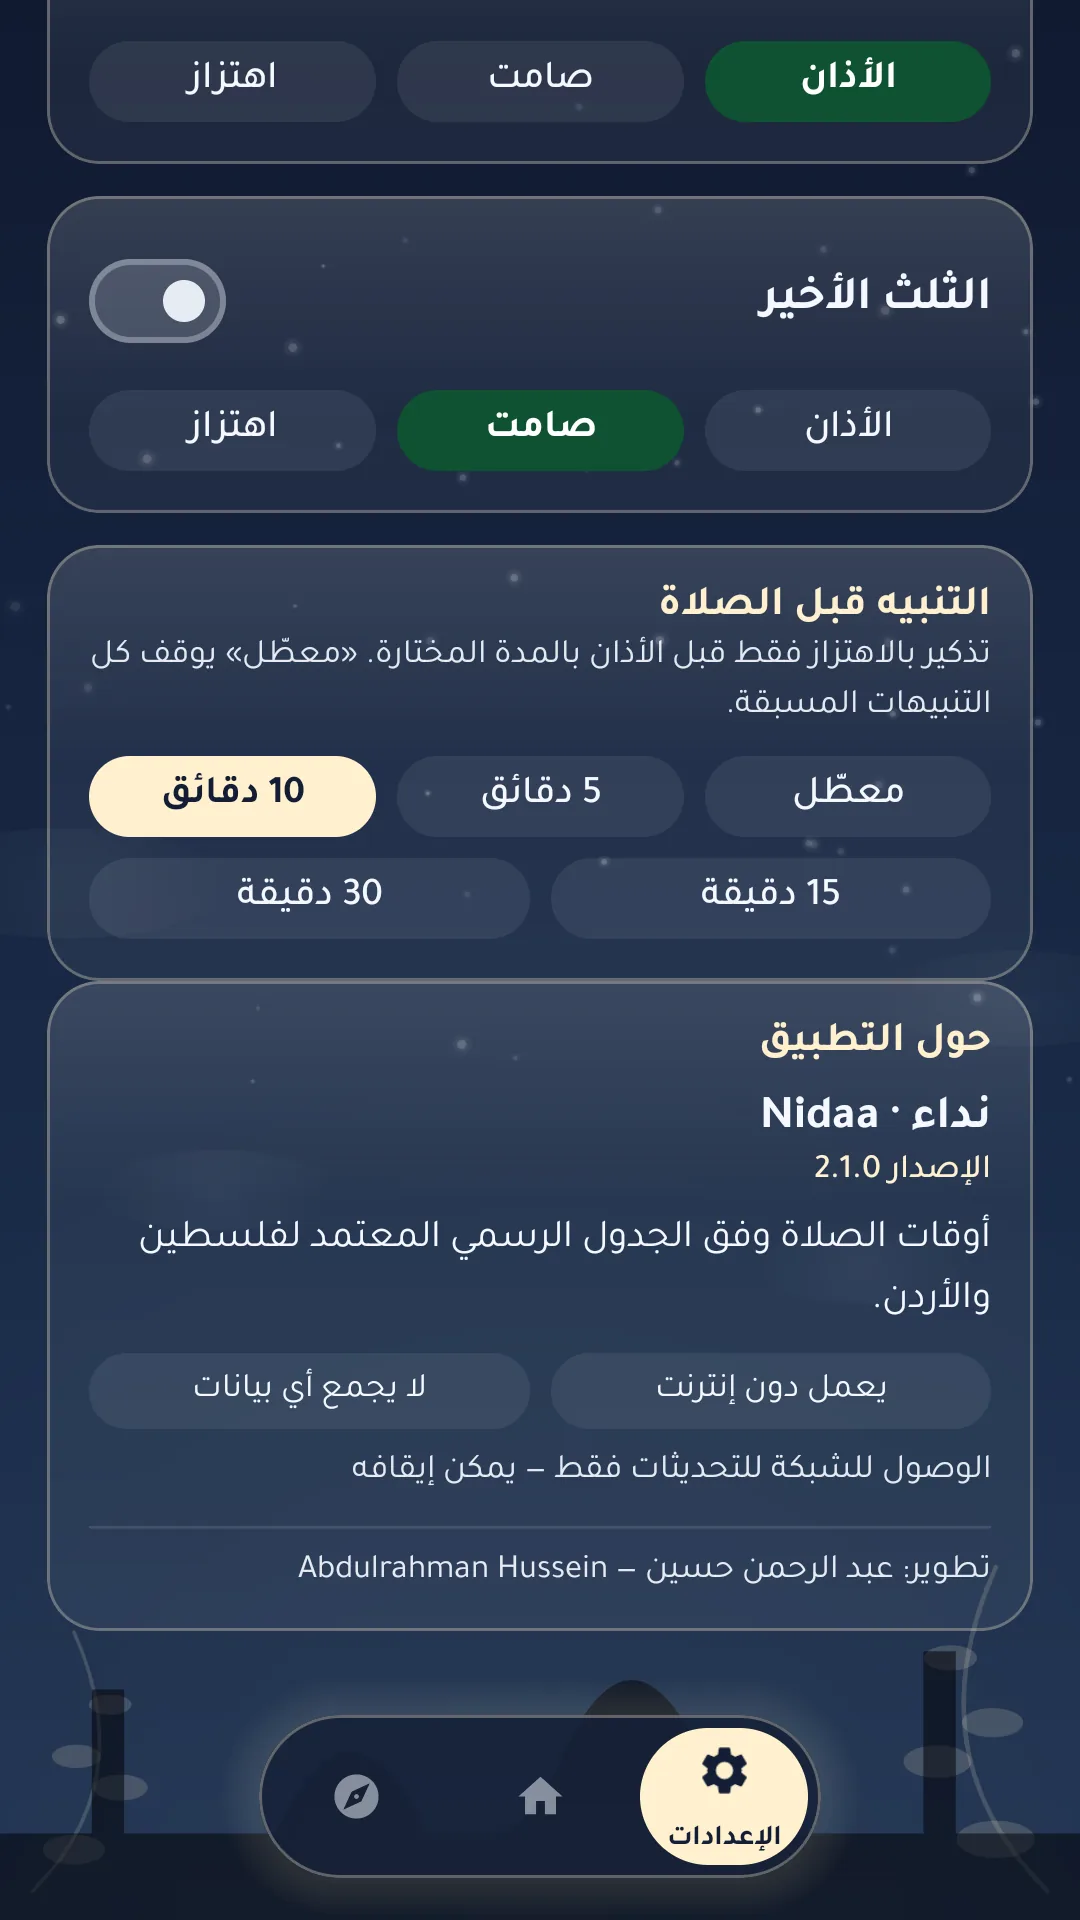 الأذان صامت اهتزاز
الثلث الأخير
الأذان صامت اهتزاز
التنبيه قبل الصلاة
تذكير بالاهتزاز فقط قبل الأذان بالمدة المختارة. «معطّل» يوقف كل
التنبيهات المسبقة.
معطّل 5 دقائق 10 دقائق
15 دقيقة 30 دقيقة
حول التطبيق
نداء · Nidaa
الإصدار 2.1.0
أوقات الصلاة وفق الجدول الرسمي المعتمد لفلسطين
والأردن.
يعمل دون إنترنت لا يجمع أي بيانات
الوصول للشبكة للتحديثات فقط – يمكن إيقافه
تطوير: عبد الرحمن حسين – Abdulrahman Hussein
الإعدادات